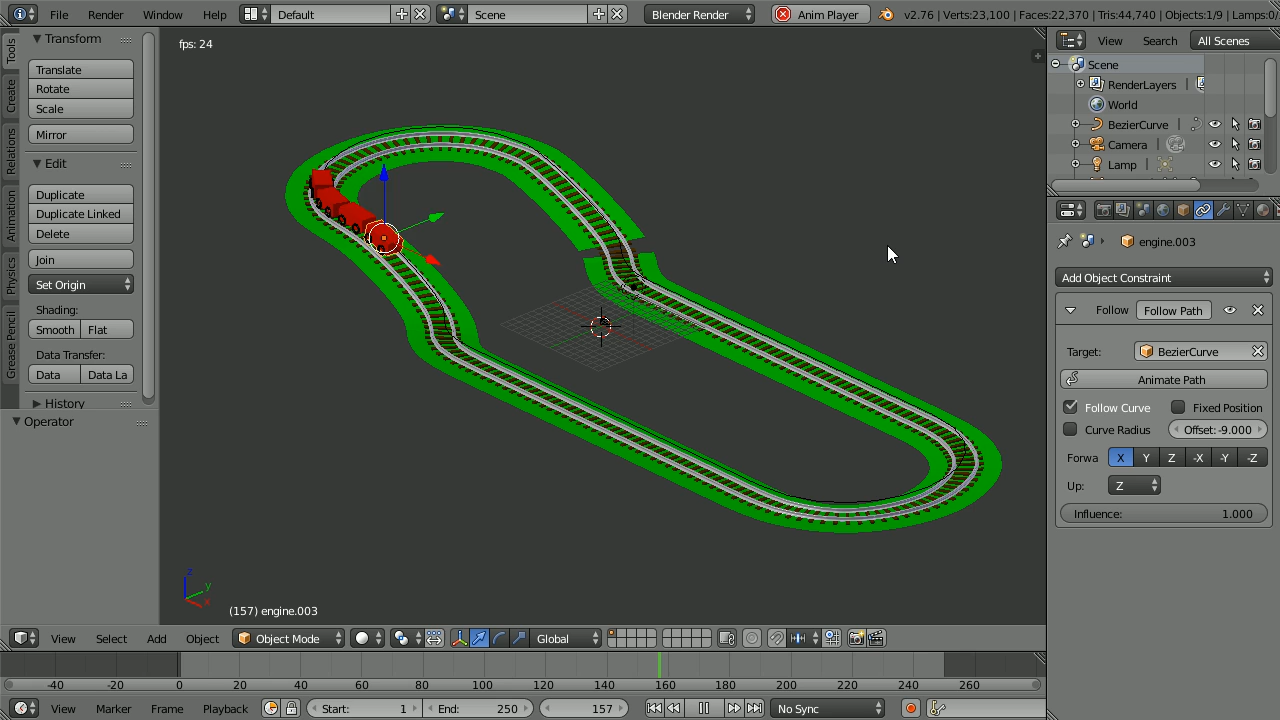 File Render Window Help Default Scene Blender Render Anim Player v2.76 | Verts:23,100 | Faces:22,370 | Tris:44,740 | Objects:1/9 | Lamps:0/
Tools
Create
Relations
Animation
Physics
Grease Pencil
Transform
Translate
Rotate
Scale
Mirror
Edit
Duplicate
Duplicate Linked
Delete
Join
Set Origin
Shading:
Smooth Flat
Data Transfer:
Data Data La
History
Operator
fps: 24
z
y
x
(157) engine.003
View Select Add Object Object Mode Global
-40 -20 0 20 40 60 80 100 120 140 160 180 200 220 240 260
View Marker Frame Playback Start: 1 End: 250 157 No Sync
View Search All Scenes
Scene
RenderLayers
World
BezierCurve
Camera
Lamp
engine.003
Add Object Constraint
Follow Follow Path
Target: BezierCurve
Animate Path
Follow Curve Fixed Position
Curve Radius Offset:-9.000
Forwa X Y Z -X -Y -Z
Up: Z
Influence: 1.000